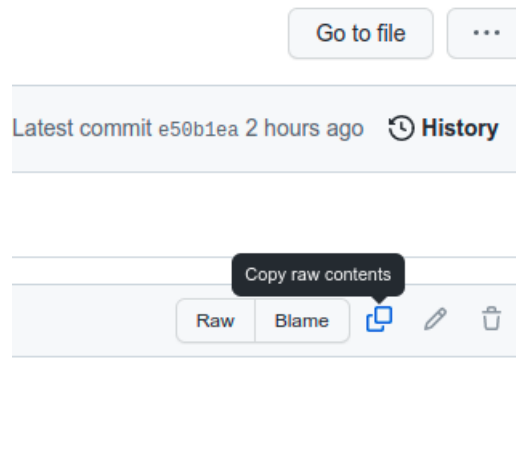 Go to file ...
Latest commit e50b1ea 2 hours ago History
Copy raw contents
Raw Blame